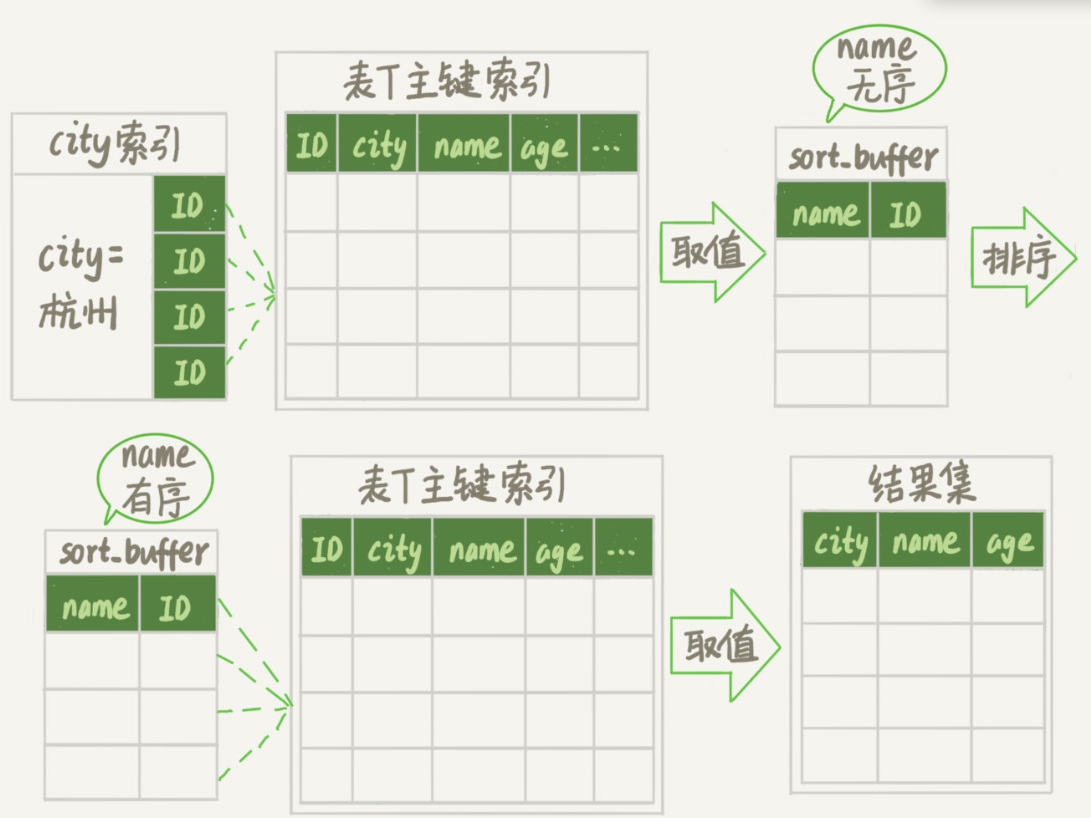 city索引
city=
杭州
ID
ID
ID
ID
表T主键索引
ID city name age ...
取值
name
无序
sort_buffer
name ID
排序
name
有序
sort_buffer
name ID
表T主键索引
ID city name age ...
取值
结果集
city name age